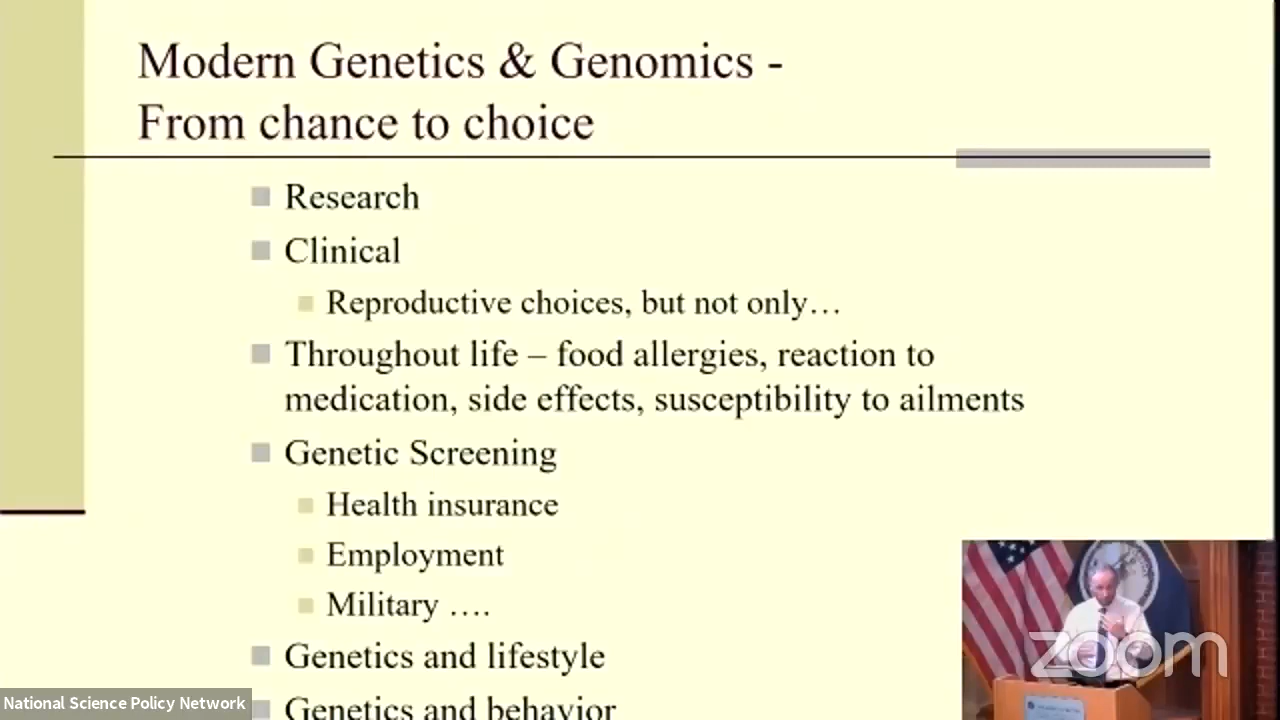 Modern Genetics & Genomics -
From chance to choice
Research
Clinical
Reproductive choices, but not only…
Throughout life – food allergies, reaction to
medication, side effects, susceptibility to ailments
Genetic Screening
Health insurance
Employment
Military ….
Genetics and lifestyle
Genetics and behavior
National Science Policy Network
zoom